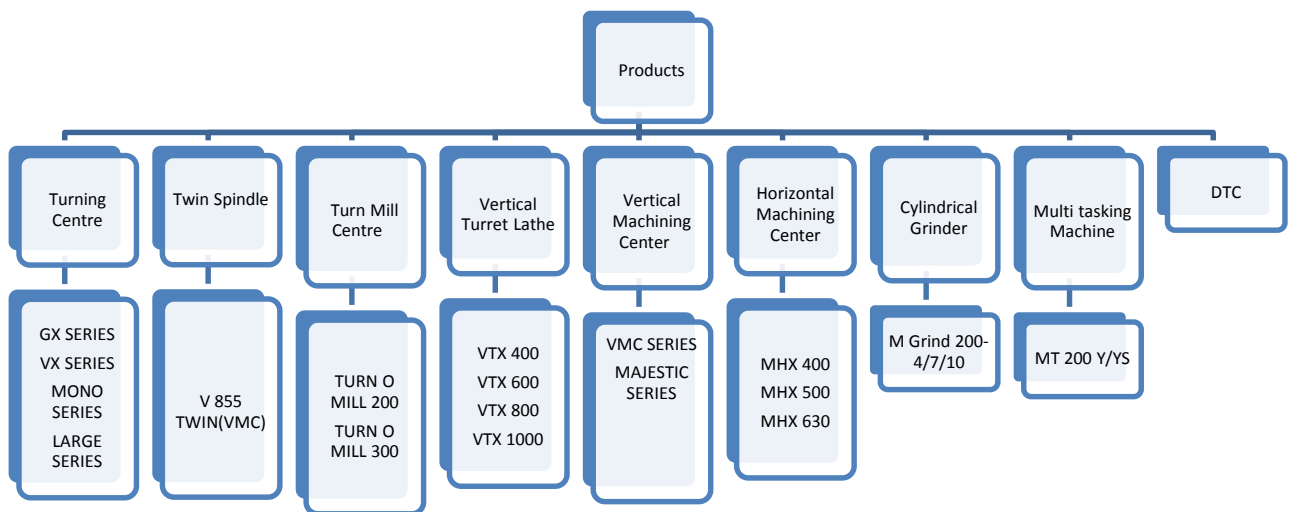 Products
Turning
Centre
Twin Spindle
Turn Mill
Centre
Vertical
Turret Lathe
Vertical
Machining
Center
Horizontal
Machining
Center
Cylindrical
Grinder
Multi tasking
Machine
DTC
GX SERIES
VX SERIES
MONO
SERIES
LARGE
SERIES
V 855
TWIN(VMC)
TURN O
MILL 200
TURN O
MILL 300
VTX 400
VTX 600
VTX 800
VTX 1000
VMC SERIES
MAJESTIC
SERIES
MHX 400
MHX 500
MHX 630
M Grind 200-
4/7/10
MT 200 Y/YS